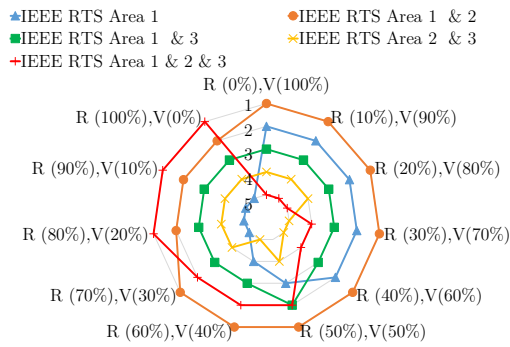 IEEE RTS Area 1
IEEE RTS Area 1 & 2
IEEE RTS Area 1 & 3
IEEE RTS Area 2 & 3
IEEE RTS Area 1 & 2 & 3
R (0%),V(100%)
R (100%),V(0%)
R (10%),V(90%)
R (90%),V(10%)
R (20%),V(80%)
R (80%),V(20%)
R (30%),V(70%)
R (70%),V(30%)
R (40%),V(60%)
R (60%),V(40%)
R (50%),V(50%)
1
2
3
4
5